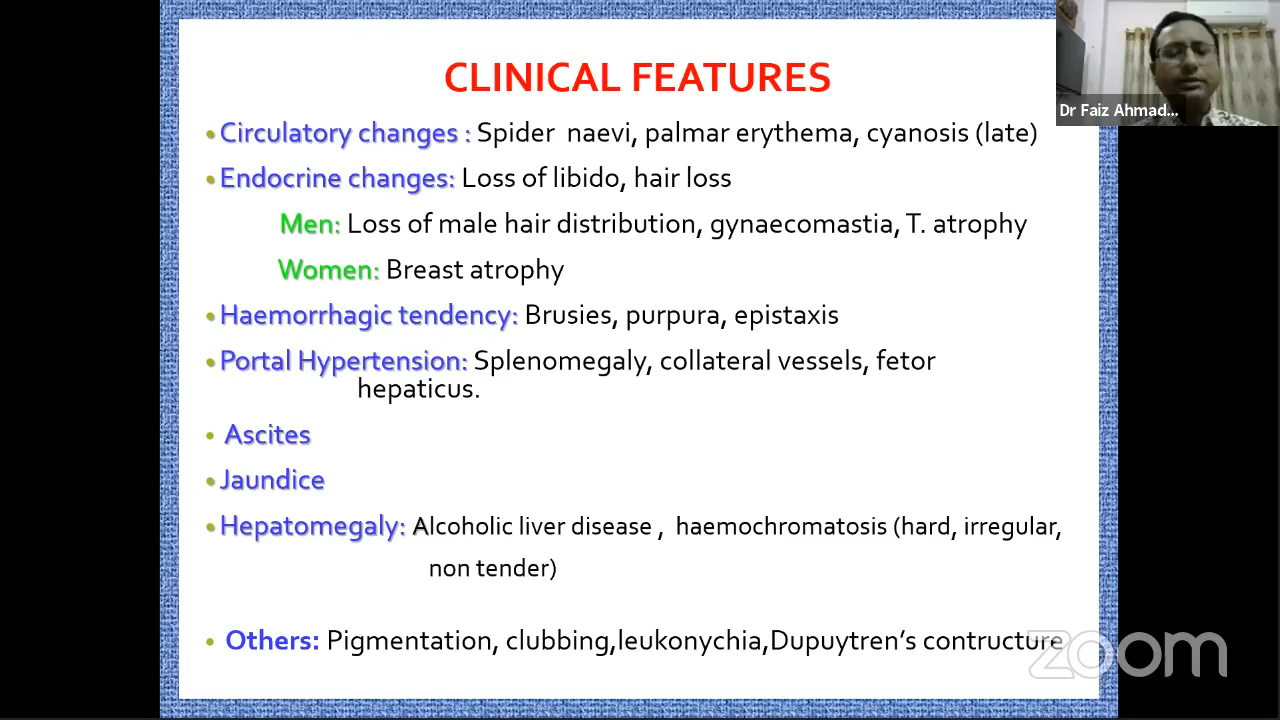 CLINICAL FEATURES
Dr Faiz Ahmad...
• Circulatory changes : Spider naevi, palmar erythema, cyanosis (late)
• Endocrine changes: Loss of libido, hair loss
Men: Loss of male hair distribution, gynaecomastia, T. atrophy
Women: Breast atrophy
• Haemorrhagic tendency: Brusies, purpura, epistaxis
• Portal Hypertension: Splenomegaly, collateral vessels, fetor
hepaticus.
• Ascites
• Jaundice
• Hepatomegaly: Alcoholic liver disease , haemochromatosis (hard, irregular,
non tender)
• Others: Pigmentation, clubbing,leukonychia,Dupuytren’s contructure
zoom